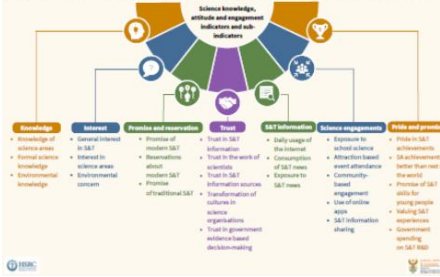 Science knowledge,
attitude and engagement
indicators and sub-
indicators
Knowledge
• Knowledge of
science areas
• Formal science
knowledge
• Environmental
knowledge
Interest
• General interest
in S&T
• Interest in
science areas
• Environmental
concern
Promise and reservation
• Promise of
modern S&T
• Reservations
about
modern S&T
• Promise
of traditional S&T
Trust
• Trust in S&T
information
• Trust in the work of
scientists
• Trust in S&T
information sources
• Transformation of
cultures in
science
organisations
• Trust in government
evidence based
decision-making
S&T information
• Daily usage of
the internet
• Consumption
of S&T news
• Exposure to
S&T news
Science engagements
• Exposure to
school science
• Attraction based
event attendance
• Community-
based
engagement
• Use of online
apps
• S&T information
sharing
Pride and
• Pride in S&T
achievements
• SA achievements
better than rest
the world
• Promise of S&T
skills for
young people
• Valuing S&T
experiences
• Government
spending
on S&T R&D
HSRC